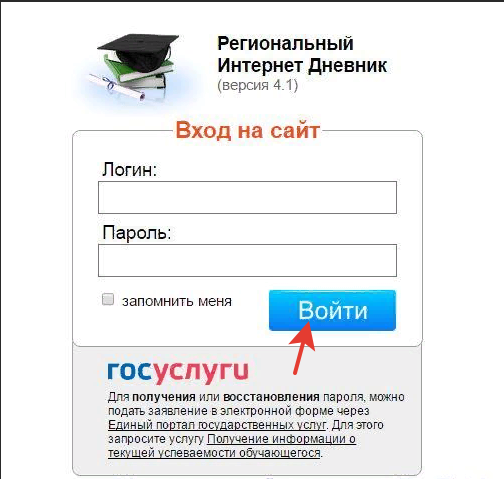 Региональный
Интернет Дневник
(версия 4.1)
Вход на сайт
Логин:
Пароль:
запомнить меня
Войти
госуслуги
Для получения или восстановления пароля, можно
подать заявление в электронной форме через
Единый портал государственных услуг. Для этого
запросите услугу Получение информации о
текущей успеваемости обучающегося.